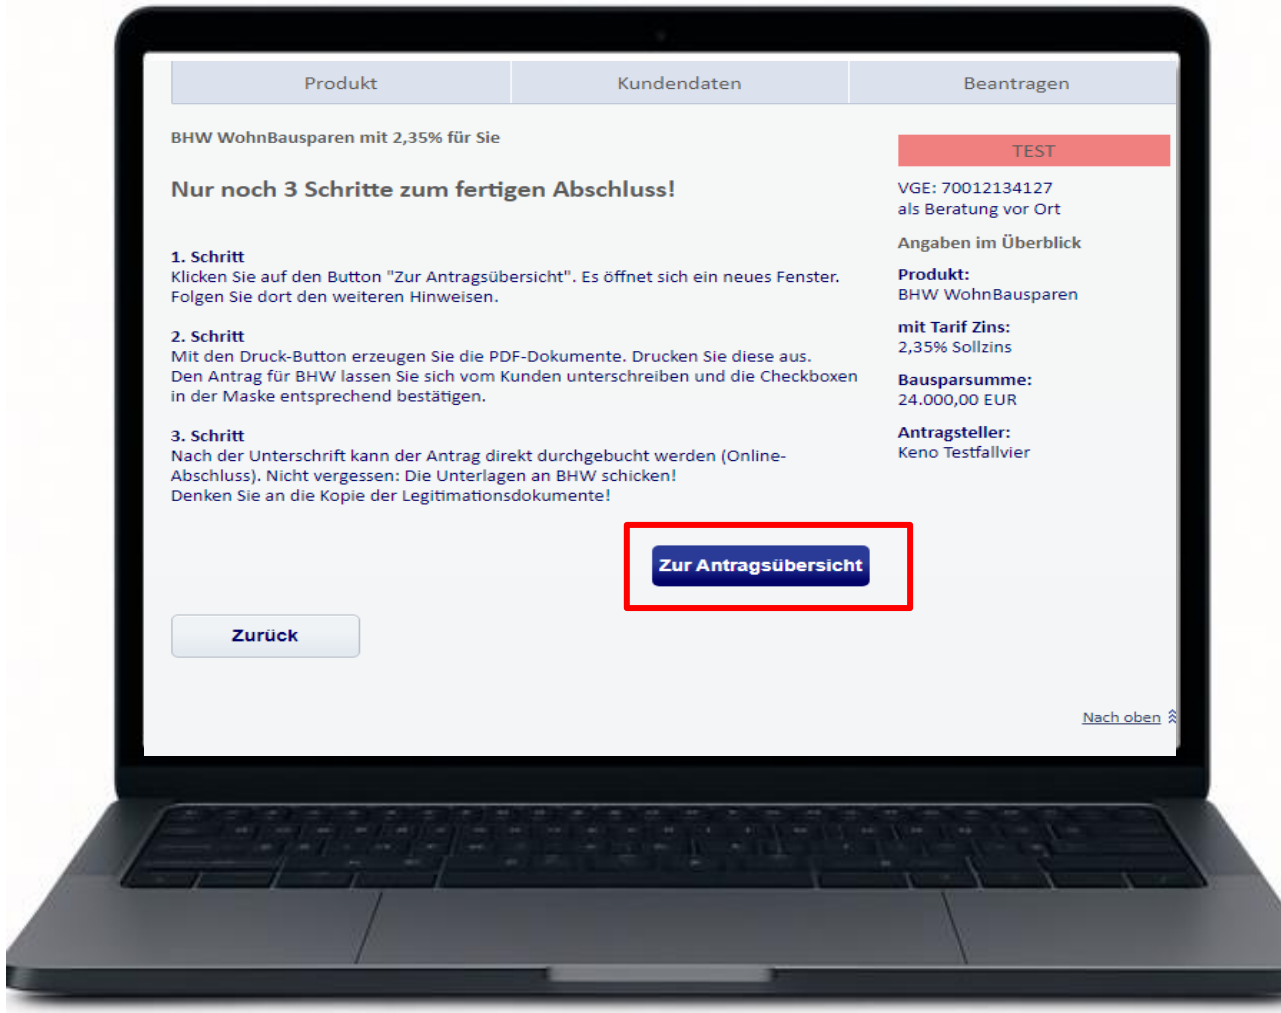 Produkt
Kundendaten
Beantragen
BHW WohnBausparen mit 2,35% für Sie
Nur noch 3 Schritte zum fertigen Abschluss!
1. Schritt
Klicken Sie auf den Button "Zur Antragsübersicht". Es öffnet sich ein neues Fenster.
Folgen Sie dort den weiteren Hinweisen.
2. Schritt
Mit den Druck-Button erzeugen Sie die PDF-Dokumente. Drucken Sie diese aus.
Den Antrag für BHW lassen Sie sich vom Kunden unterschreiben und die Checkboxen
in der Maske entsprechend bestätigen.
3. Schritt
Nach der Unterschrift kann der Antrag direkt durchgebucht werden (Online-
Abschluss). Nicht vergessen: Die Unterlagen an BHW schicken!
Denken Sie an die Kopie der Legitimationsdokumente!
Zur Antragsübersicht
Zurück
TEST
VGE: 70012134127
als Beratung vor Ort
Angaben im Überblick
Produkt:
BHW WohnBausparen
mit Tarif Zins:
2,35% Sollzins
Bausparsumme:
24.000,00 EUR
Antragsteller:
Keno Testfallvier
Nach oben